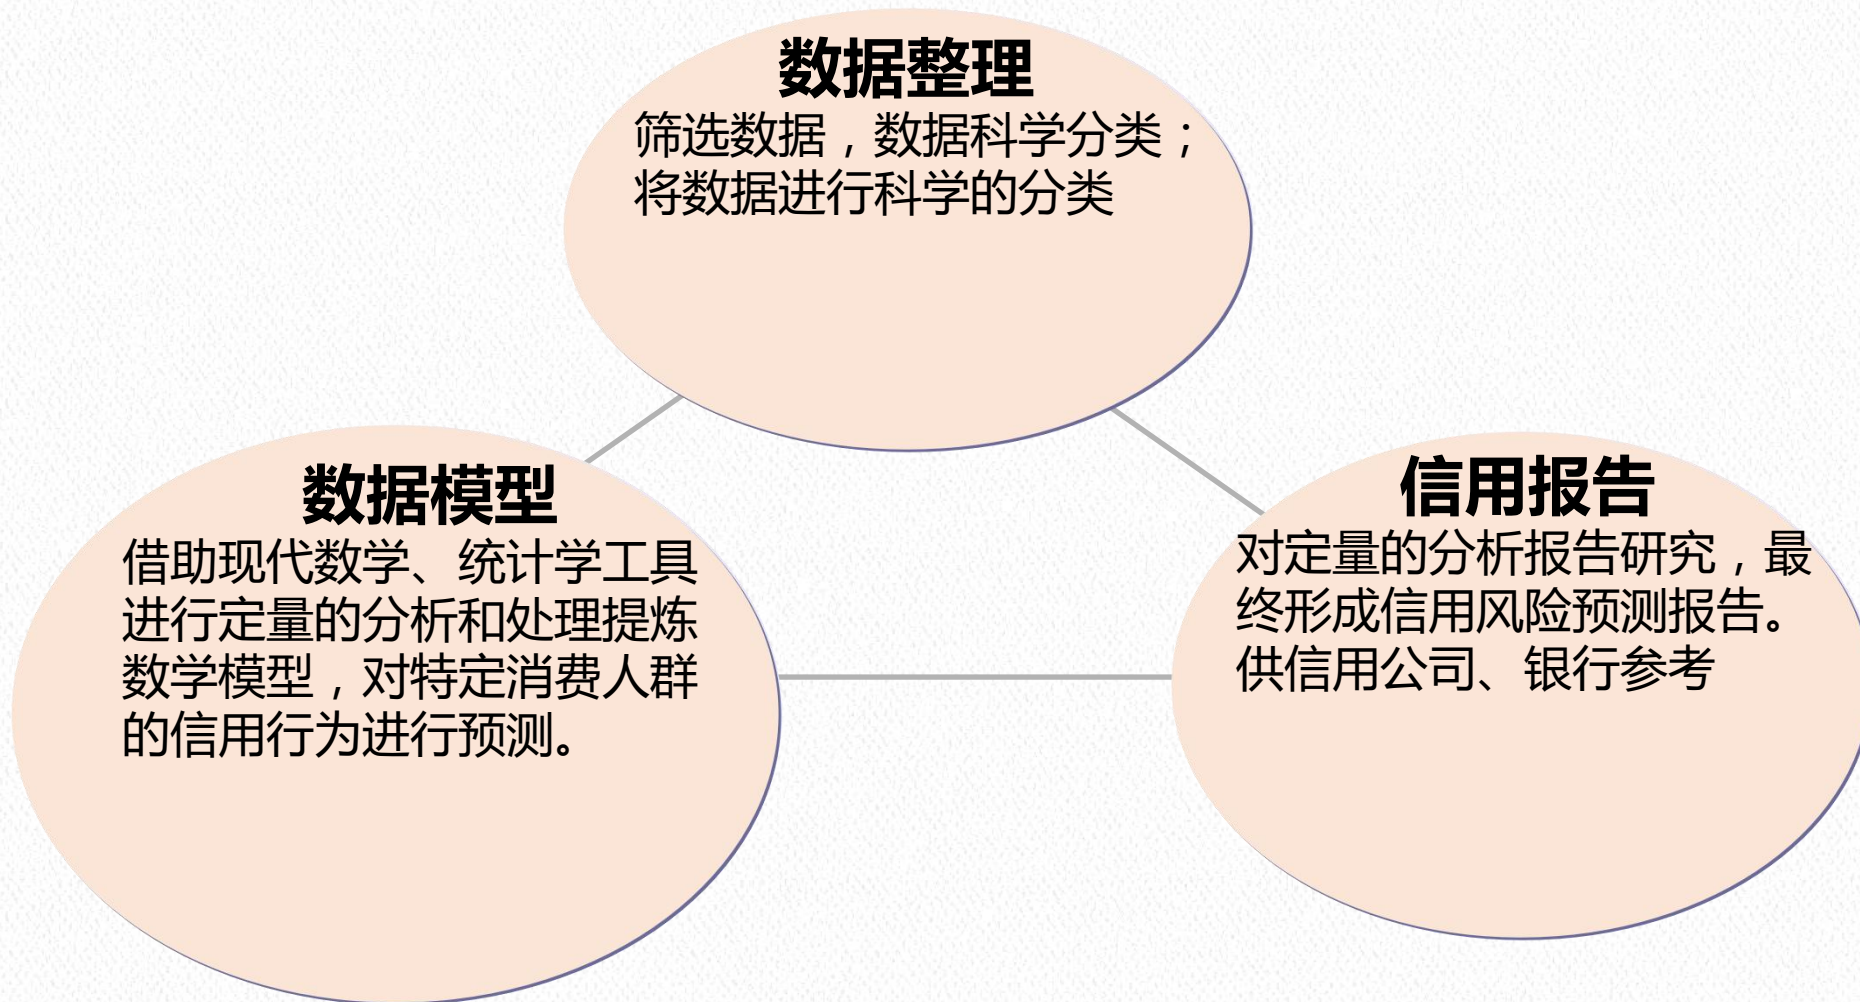 数据整理
筛选数据，数据科学分类；
将数据进行科学的分类
数据模型
借助现代数学、统计学工具
进行定量的分析和处理提炼
数学模型，对特定消费人群
的信用行为进行预测。
信用报告
对定量的分析报告研究，最
终形成信用风险预测报告。
供信用公司、银行参考